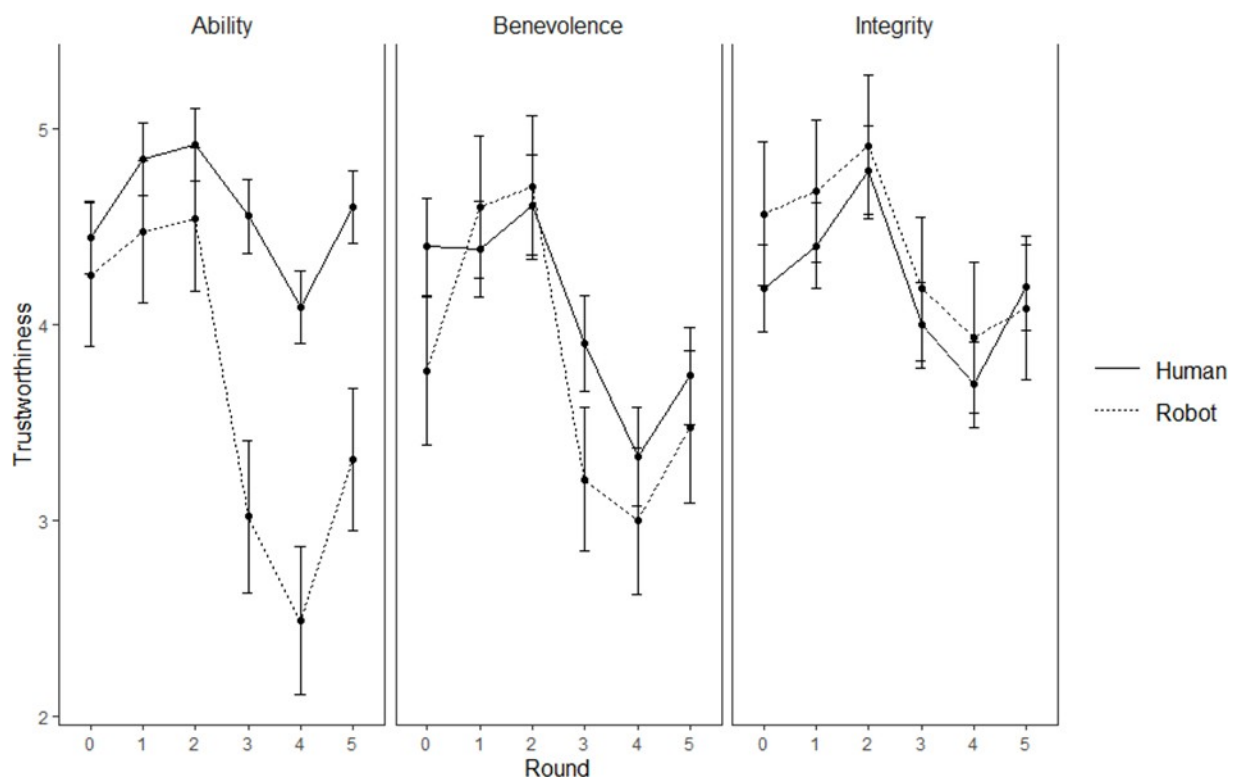 Ability Benevolence Integrity
Trustworthiness
5
4
3
2
0 1 2 3 4 5 0 1 2 3 4 5 0 1 2 3 4 5
Round
Human
Robot